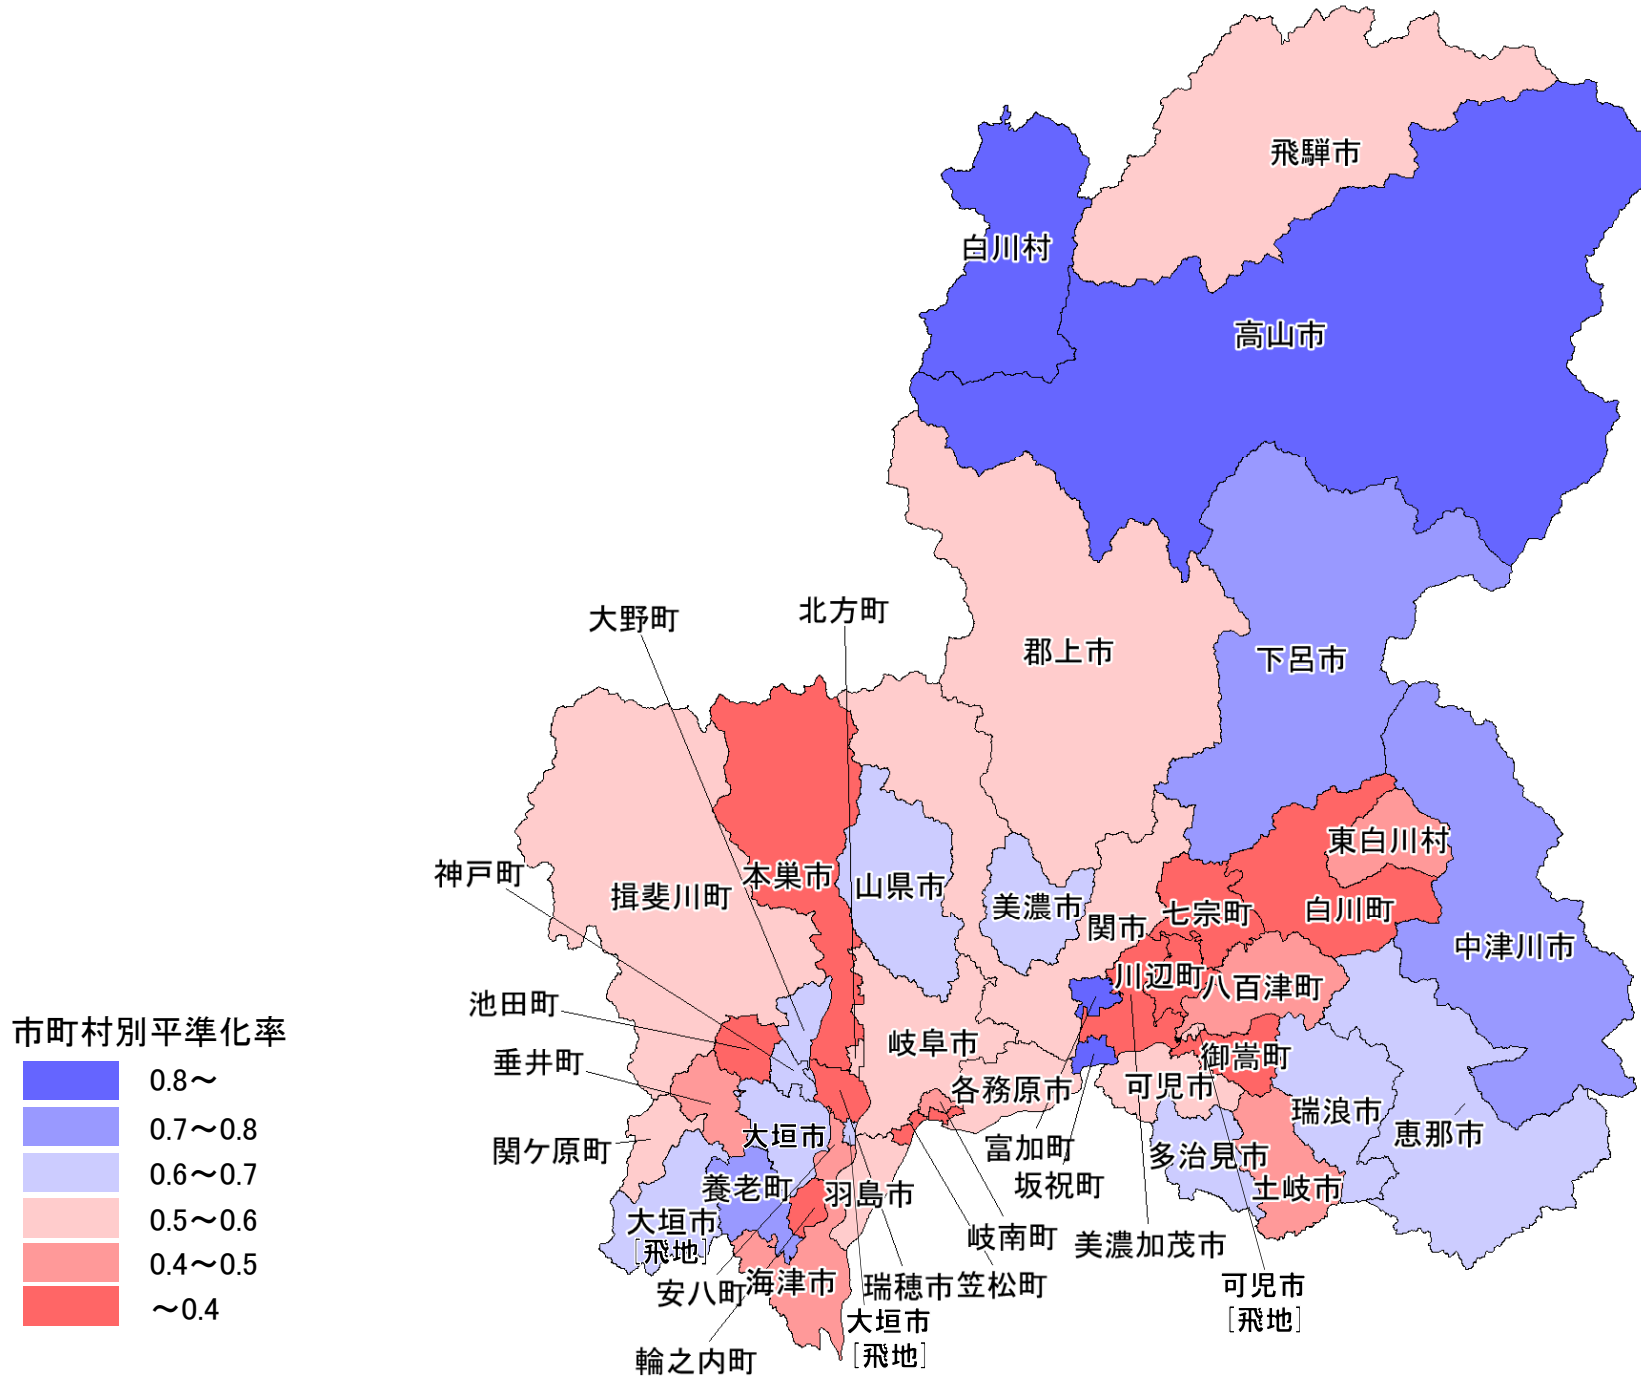 飛騨市
白川村
高山市
大野町
北方町
郡上市
下呂市
神戸町
本巣市
揖斐川町
山県市
美濃市
関市
東白川村
七宗町
白川町
中津川市
川辺町
八百津町
池田町
垂井町
関ケ原町
岐阜市
各務原市
可児市
御嵩町
瑞浪市
恵那市
大垣市
養老町
羽島市
富加町
坂祝町
多治見市
土岐市
大垣市
[飛地]
安八町
海津市
瑞穂市
笠松町
岐南町
美濃加茂市
可児市
[飛地]
大垣市
[飛地]
輪之内町
市町村別平準化率
0.8～
0.7～0.8
0.6～0.7
0.5～0.6
0.4～0.5
～0.4